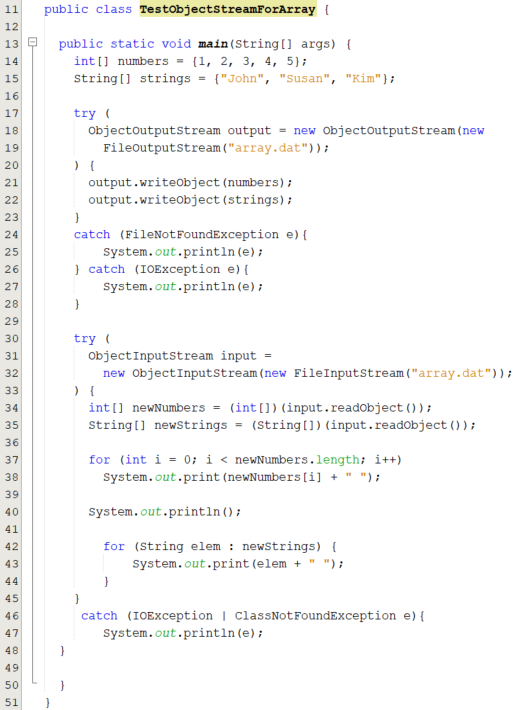 11 public class TestObjectStreamForArray {
12
13 public static void main(String[] args) {
14 int[] numbers = {1, 2, 3, 4, 5};
15 String[] strings = {"John", "Susan", "Kim"};
16
17 try (
18 ObjectOutputStream output = new ObjectOutputStream(new
19 FileOutputStream("array.dat"));
20 ) {
21 output.writeObject(numbers);
22 output.writeObject(strings);
23 }
24 catch (FileNotFoundException e){
25 System.out.println(e);
26 } catch (IOException e){
27 System.out.println(e);
28 }
29
30 try (
31 ObjectInputStream input =
32 new ObjectInputStream(new FileInputStream("array.dat"));
33 ) {
34 int[] newNumbers = (int[])(input.readObject());
35 String[] newStrings = (String[])(input.readObject());
36
37 for (int i = 0; i < newNumbers.length; i++)
38 System.out.print(newNumbers[i] + " ");
39
40 System.out.println();
41
42 for (String elem : newStrings) {
43 System.out.print(elem + " ");
44 }
45 }
46 catch (IOException | ClassNotFoundException e){
47 System.out.println(e);
48 }
49
50 }
51 }